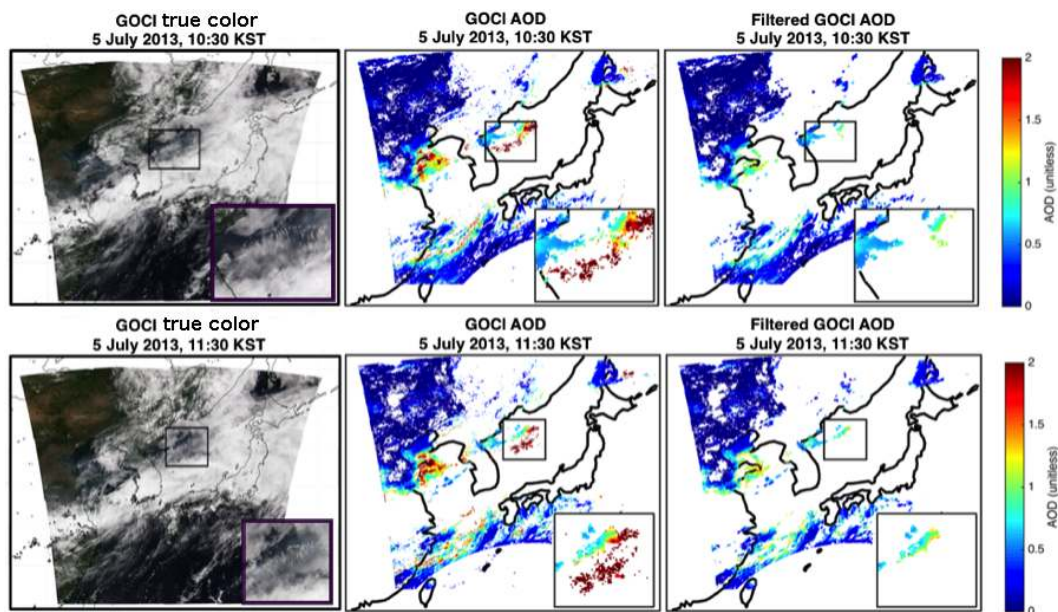 GOCI true color
5 July 2013, 10:30 KST
GOCI AOD
5 July 2013, 10:30 KST
Filtered GOCI AOD
5 July 2013, 10:30 KST
2
1.5
1
0.5
0
AOD (unitless)
GOCI true color
5 July 2013, 11:30 KST
GOCI AOD
5 July 2013, 11:30 KST
Filtered GOCI AOD
5 July 2013, 11:30 KST
2
1.5
1
0.5
0
AOD (unitless)